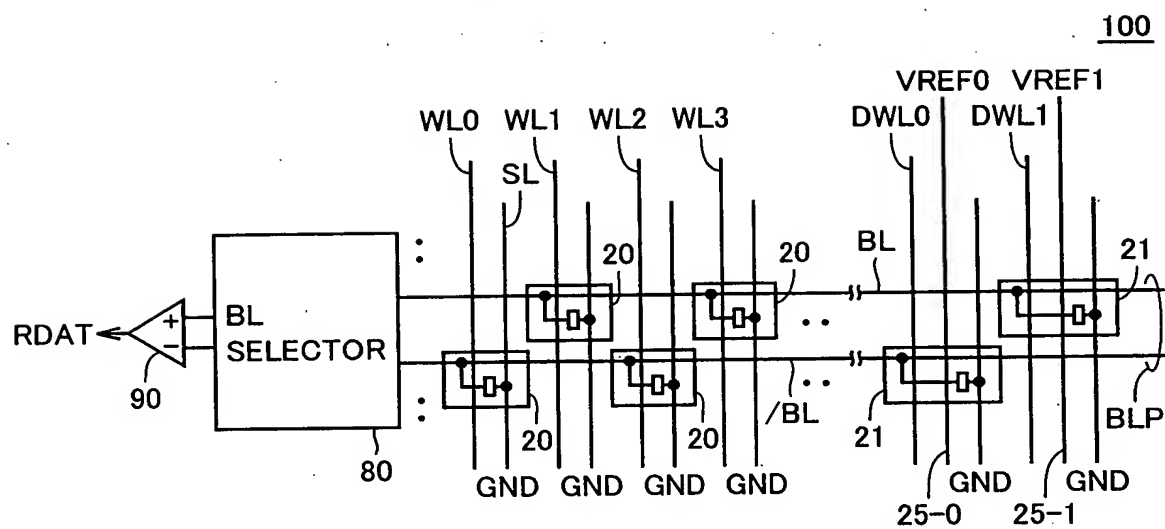 100
VREF0 VREF1
WL0 WL1 WL2 WL3 DWL0 DWL1
SL
20 20 BL 21
RDAT + BL
− SELECTOR
90 20 20 /BL 21 BLP
80
GND GND GND GND GND GND
25-0 25-1